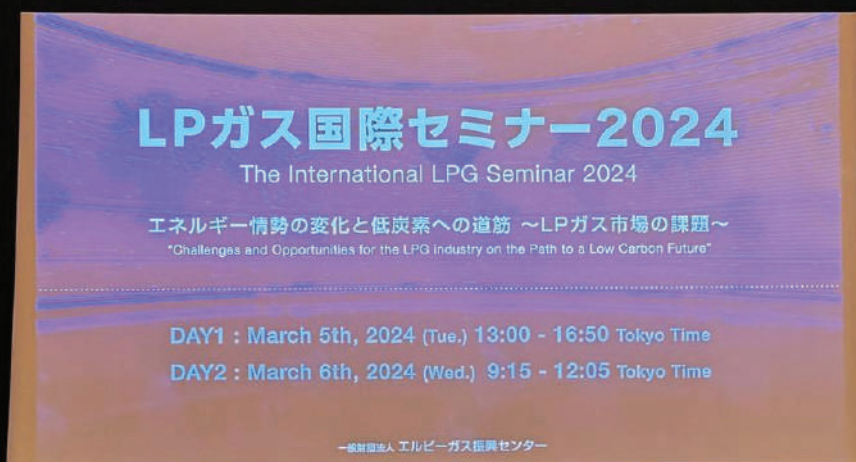 LPガス国際セミナー2024
The International LPG Seminar 2024
エネルギー情勢の変化と低炭素への道筋 ～LPガス市場の課題～
"Challenges and Opportunities for the LPG industry on the Path to a Low Carbon Future"
DAY1 : March 5th, 2024 (Tue.) 13:00 - 16:50 Tokyo Time
DAY2 : March 6th, 2024 (Wed.) 9:15 - 12:05 Tokyo Time
一般財団法人 エルピーガス振興センター